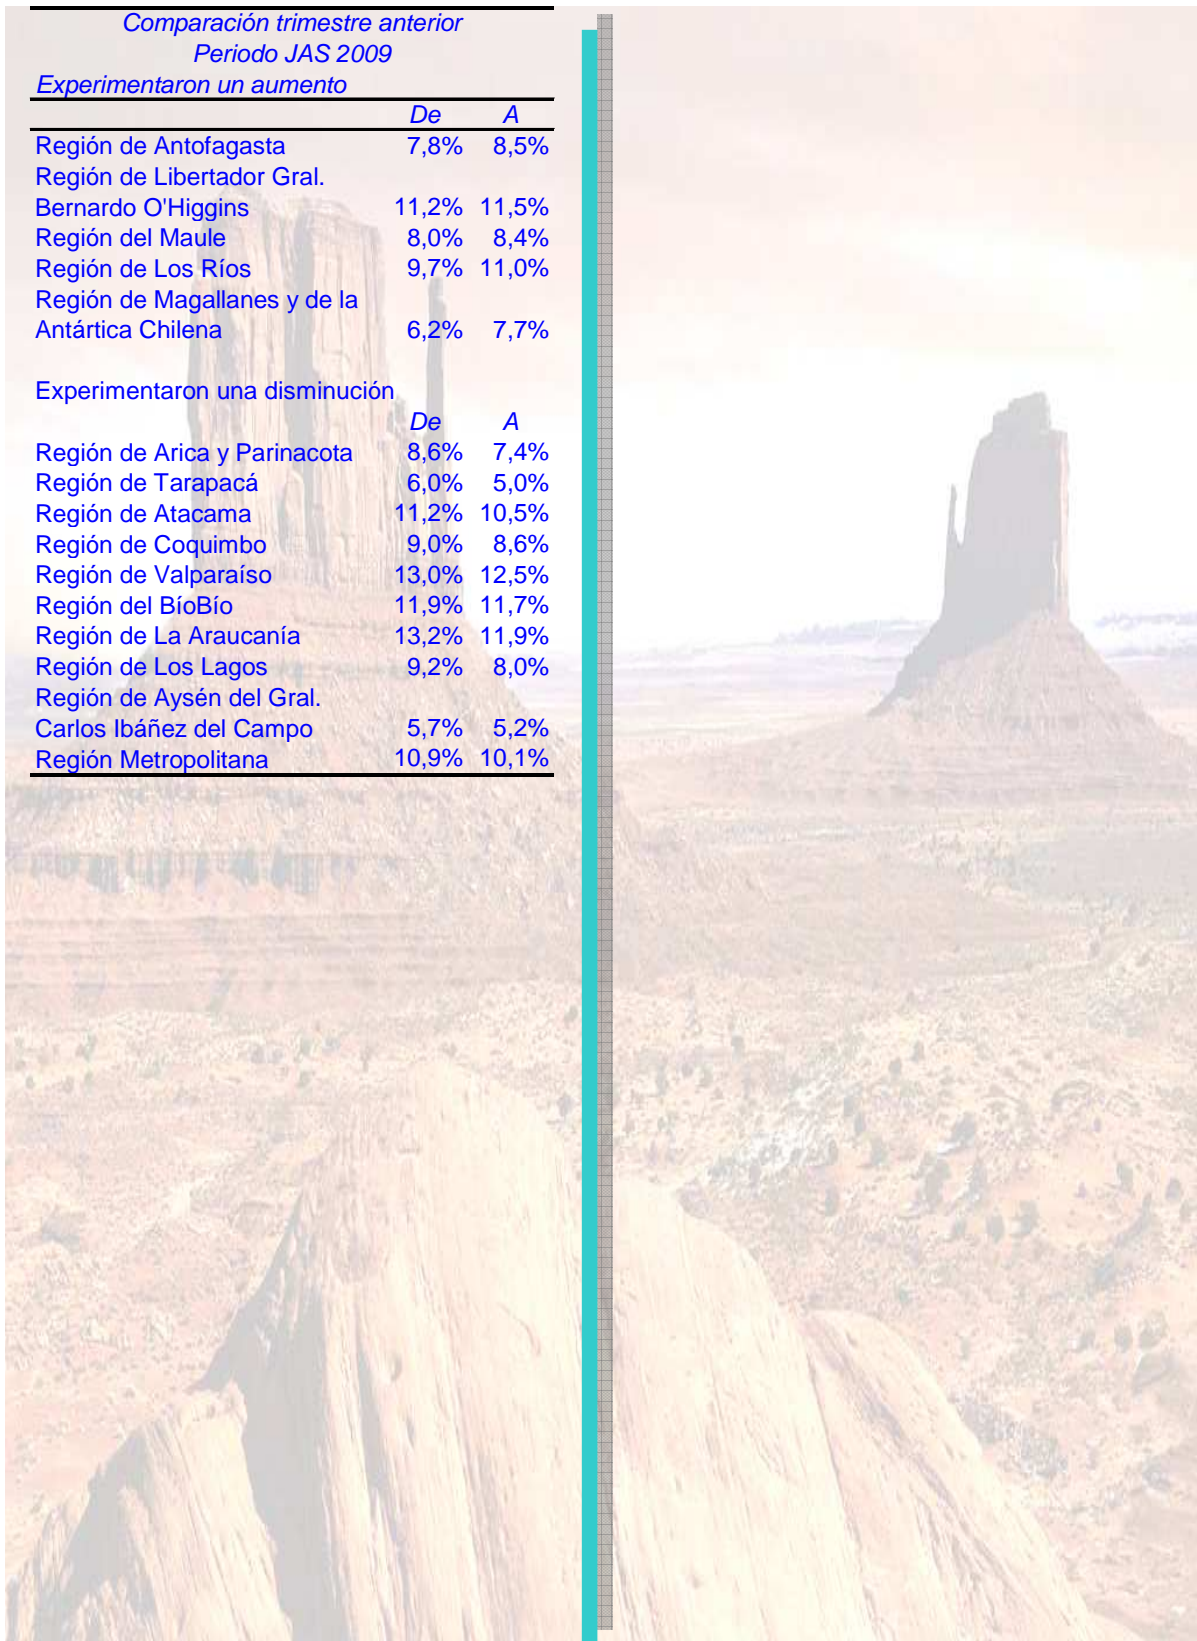 Comparación trimestre anterior
Periodo JAS 2009
Experimentaron un aumento
De A
Región de Antofagasta 7,8% 8,5%
Región de Libertador Gral.
Bernardo O'Higgins 11,2% 11,5%
Región del Maule 8,0% 8,4%
Región de Los Ríos 9,7% 11,0%
Región de Magallanes y de la
Antártica Chilena 6,2% 7,7%
Experimentaron una disminución
De A
Región de Arica y Parinacota 8,6% 7,4%
Región de Tarapacá 6,0% 5,0%
Región de Atacama 11,2% 10,5%
Región de Coquimbo 9,0% 8,6%
Región de Valparaíso 13,0% 12,5%
Región del BíoBío 11,9% 11,7%
Región de La Araucanía 13,2% 11,9%
Región de Los Lagos 9,2% 8,0%
Región de Aysén del Gral.
Carlos Ibáñez del Campo 5,7% 5,2%
Región Metropolitana 10,9% 10,1%